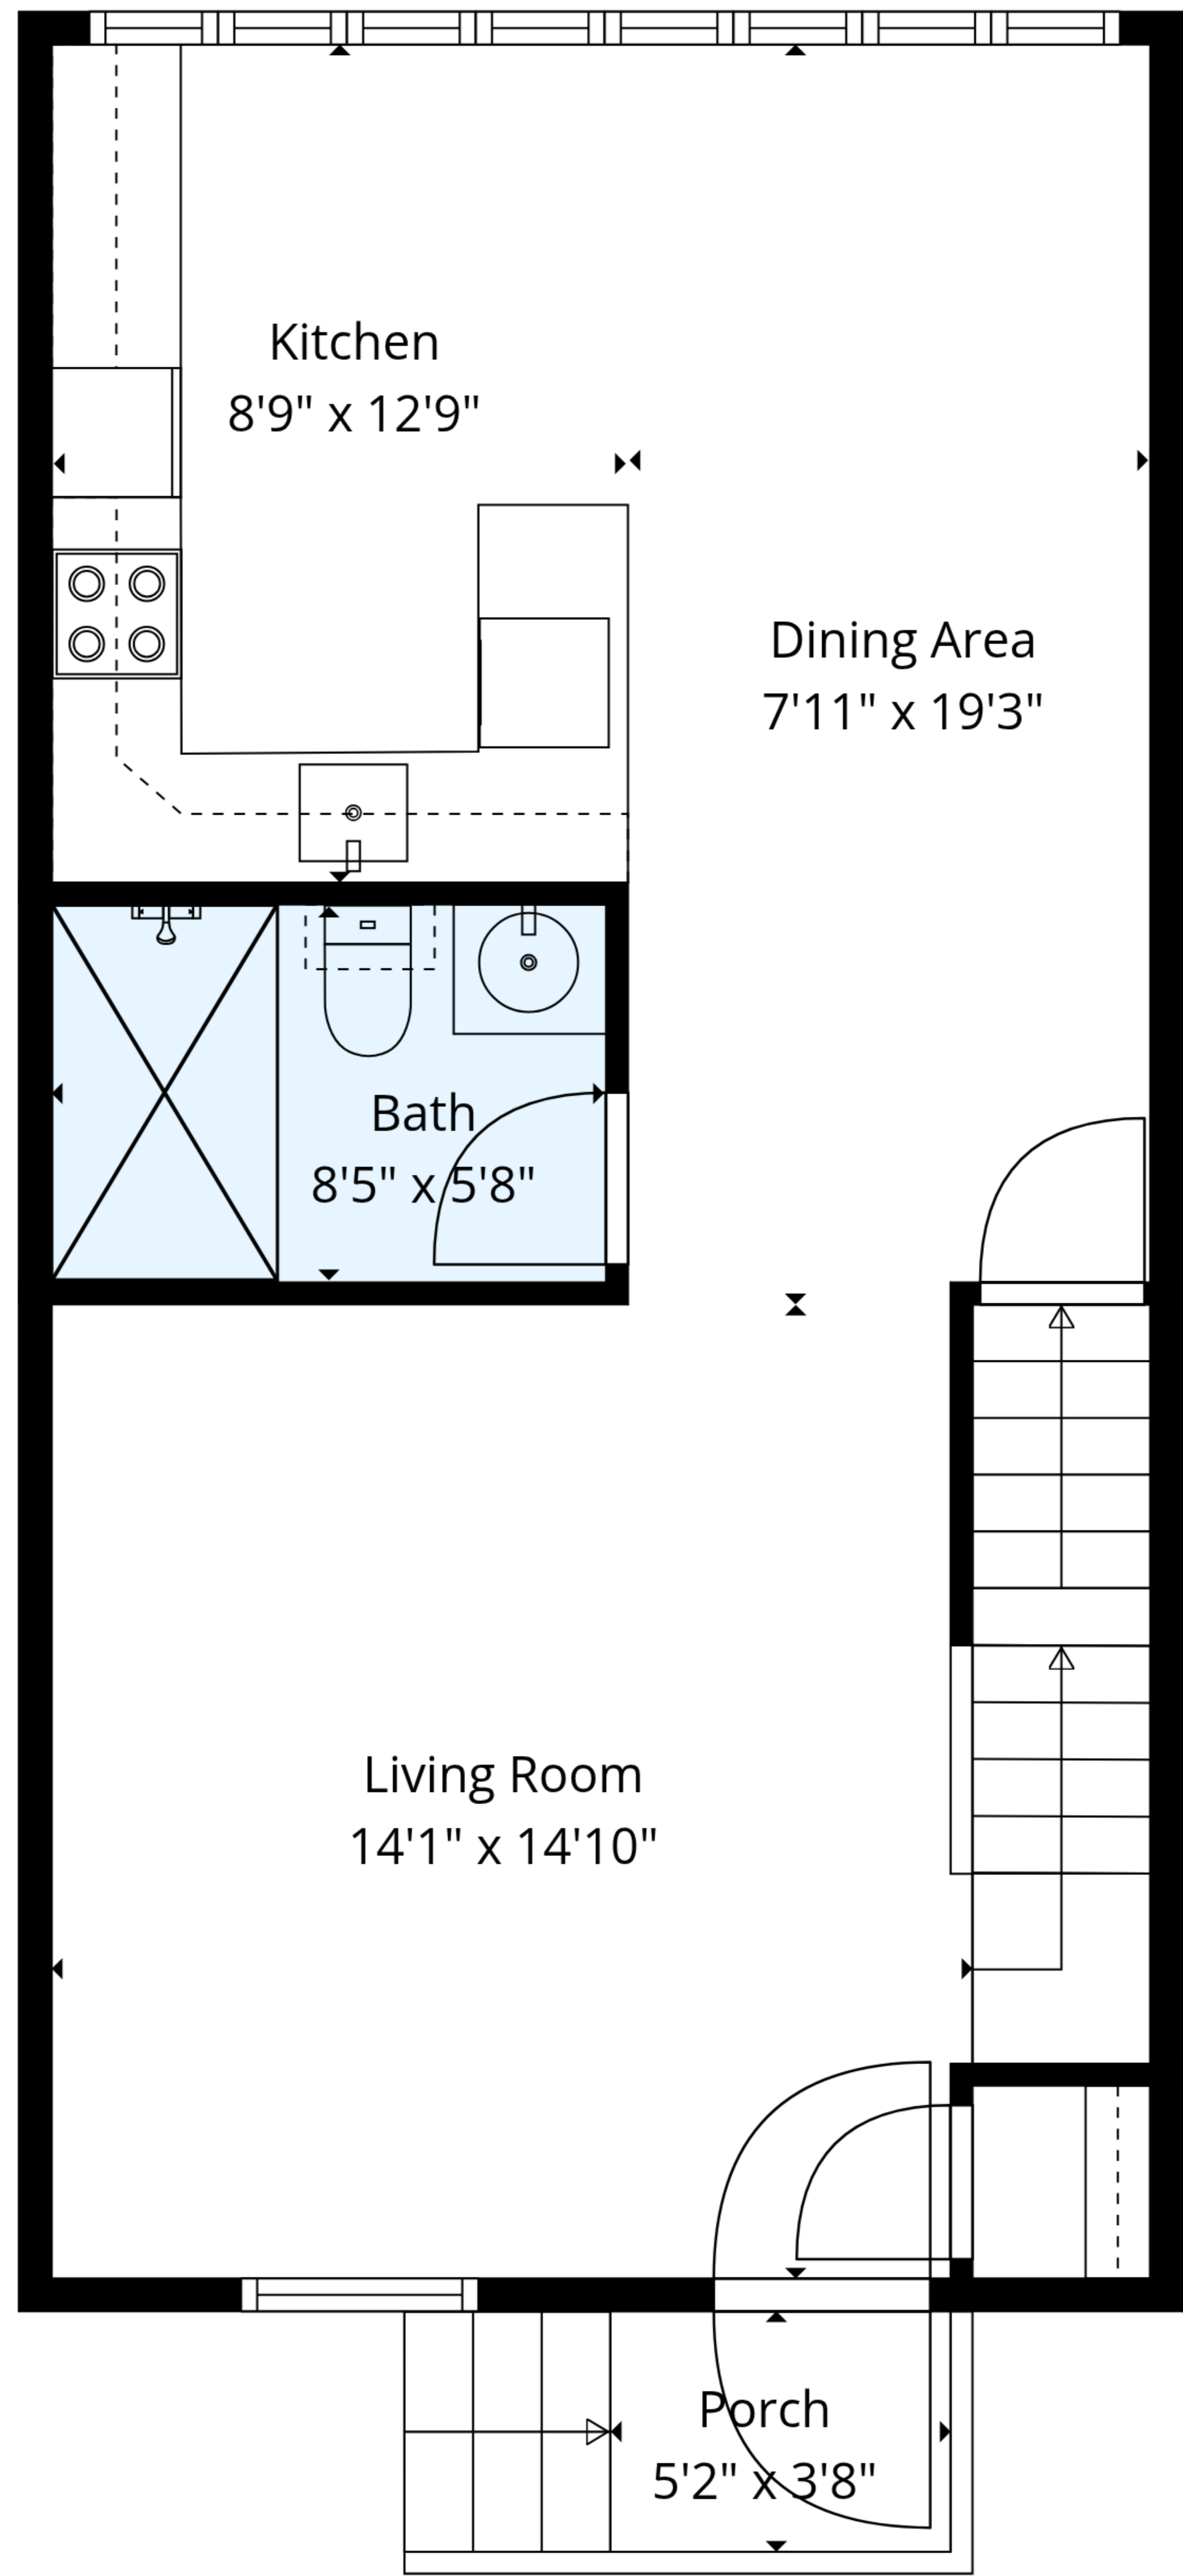 Kitchen
8'9" x 12'9"
Dining Area
7'11" x 19'3"
Bath
8'5" x 5'8"
Living Room
14'1" x 14'10"
Porch
5'2" x 3'8"